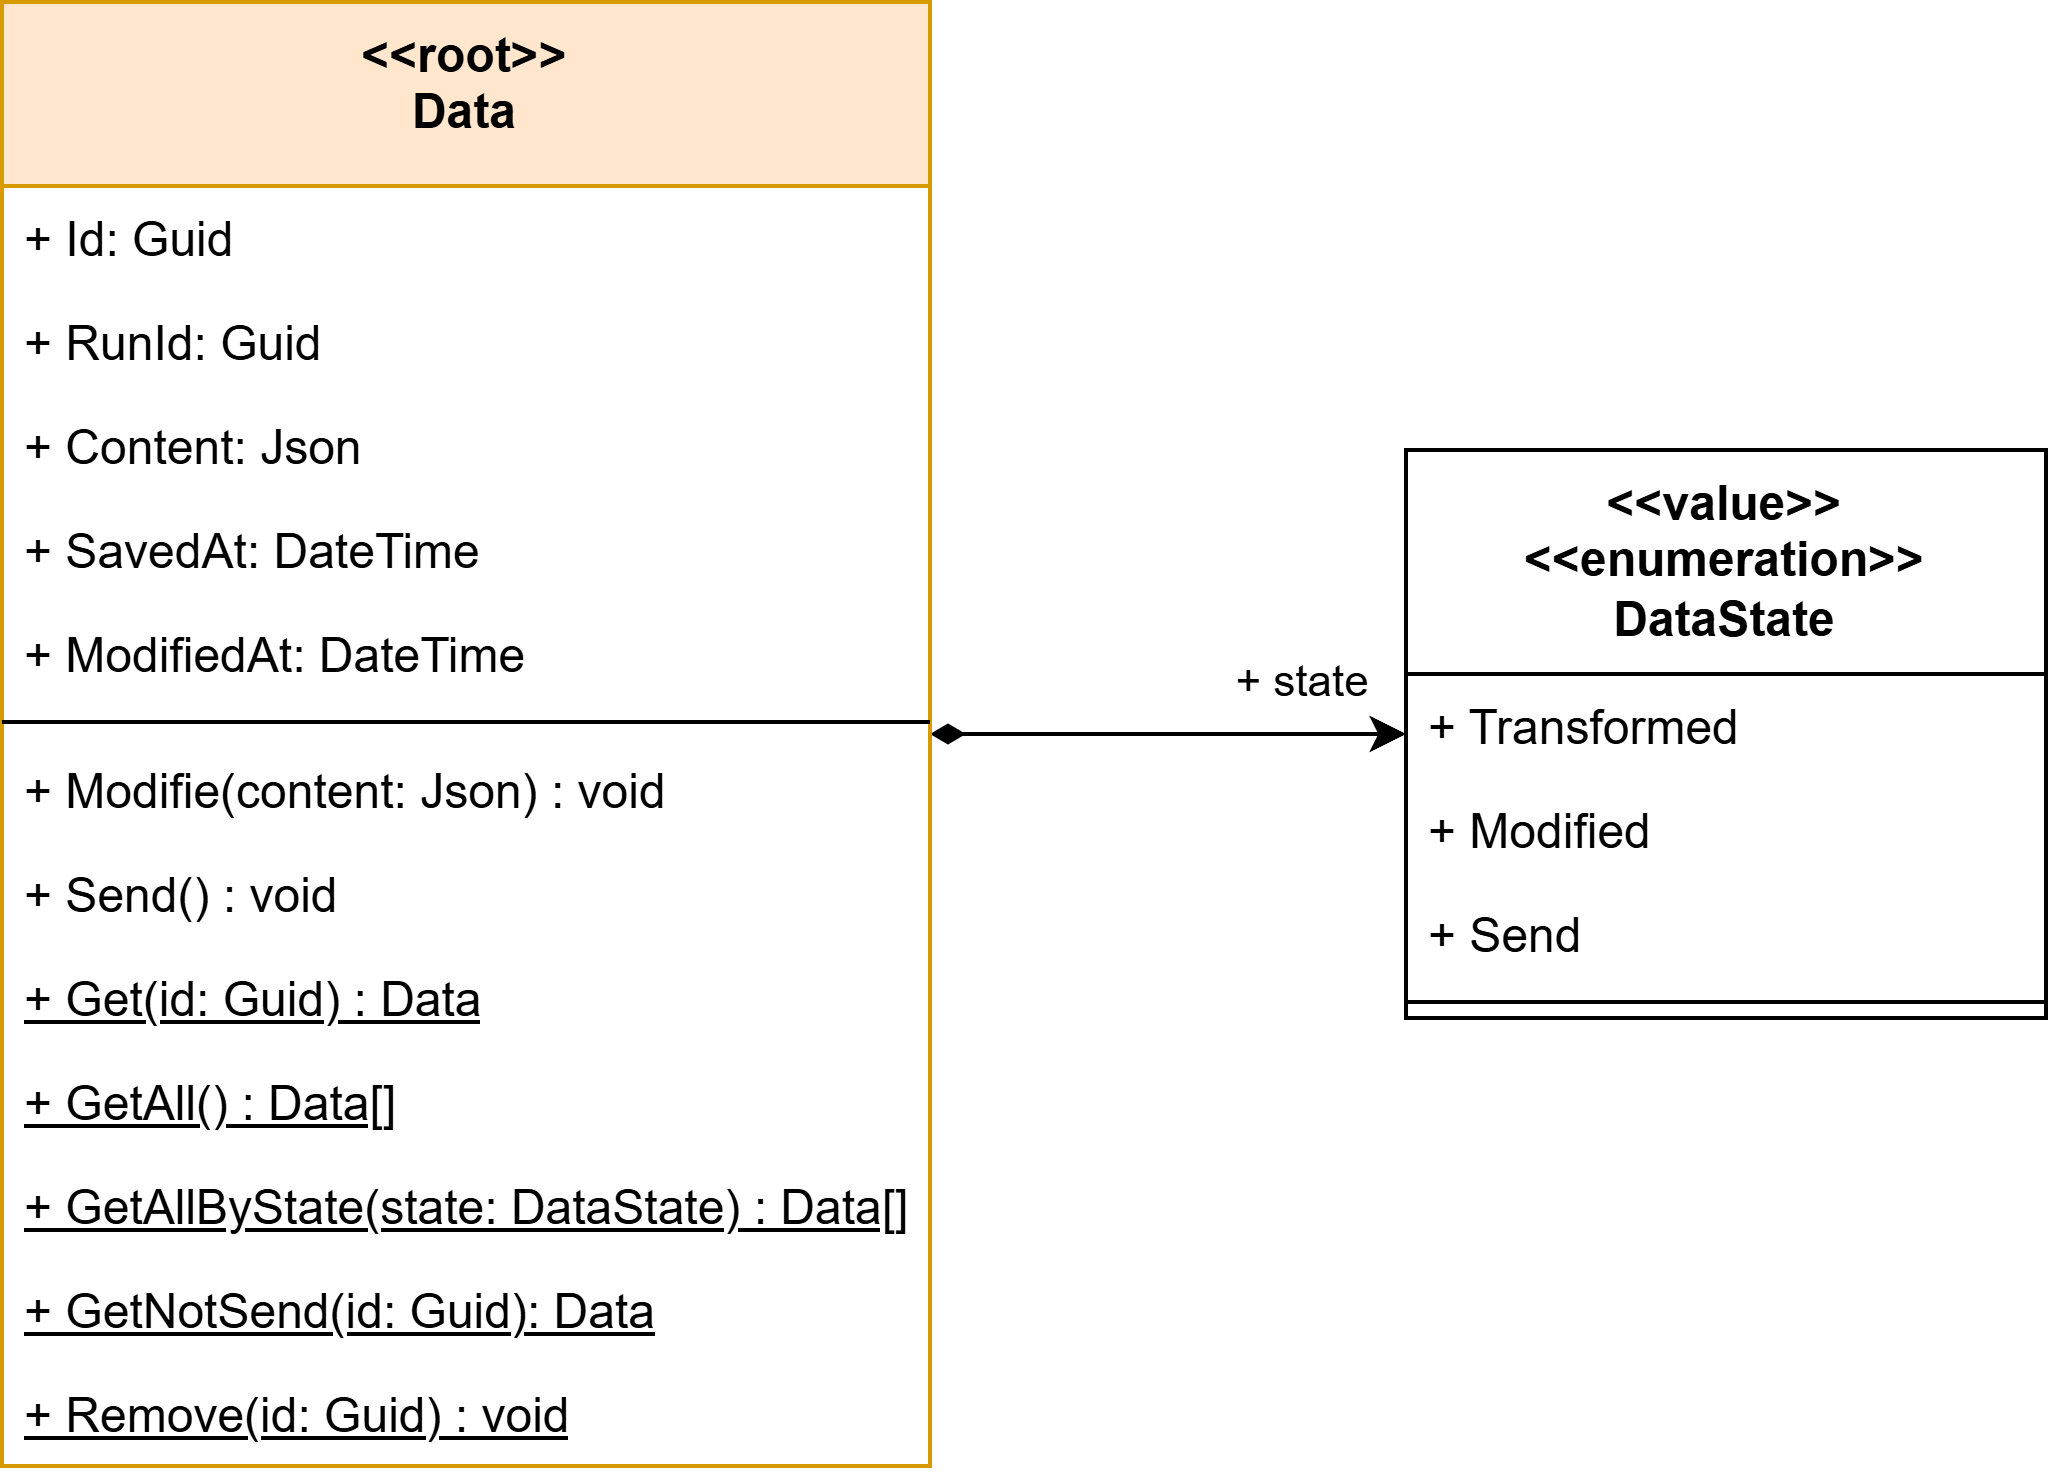 <<root>>
Data
+ Id: Guid
+ RunId: Guid
+ Content: Json
+ SavedAt: DateTime
+ ModifiedAt: DateTime
+ Modifie(content: Json) : void
+ Send() : void
+ Get(id: Guid) : Data
+ GetAll() : Data[]
+ GetAllByState(state: DataState) : Data[]
+ GetNotSend(id: Guid): Data
+ Remove(id: Guid) : void
+ state
<<value>>
<<enumeration>>
DataState
+ Transformed
+ Modified
+ Send